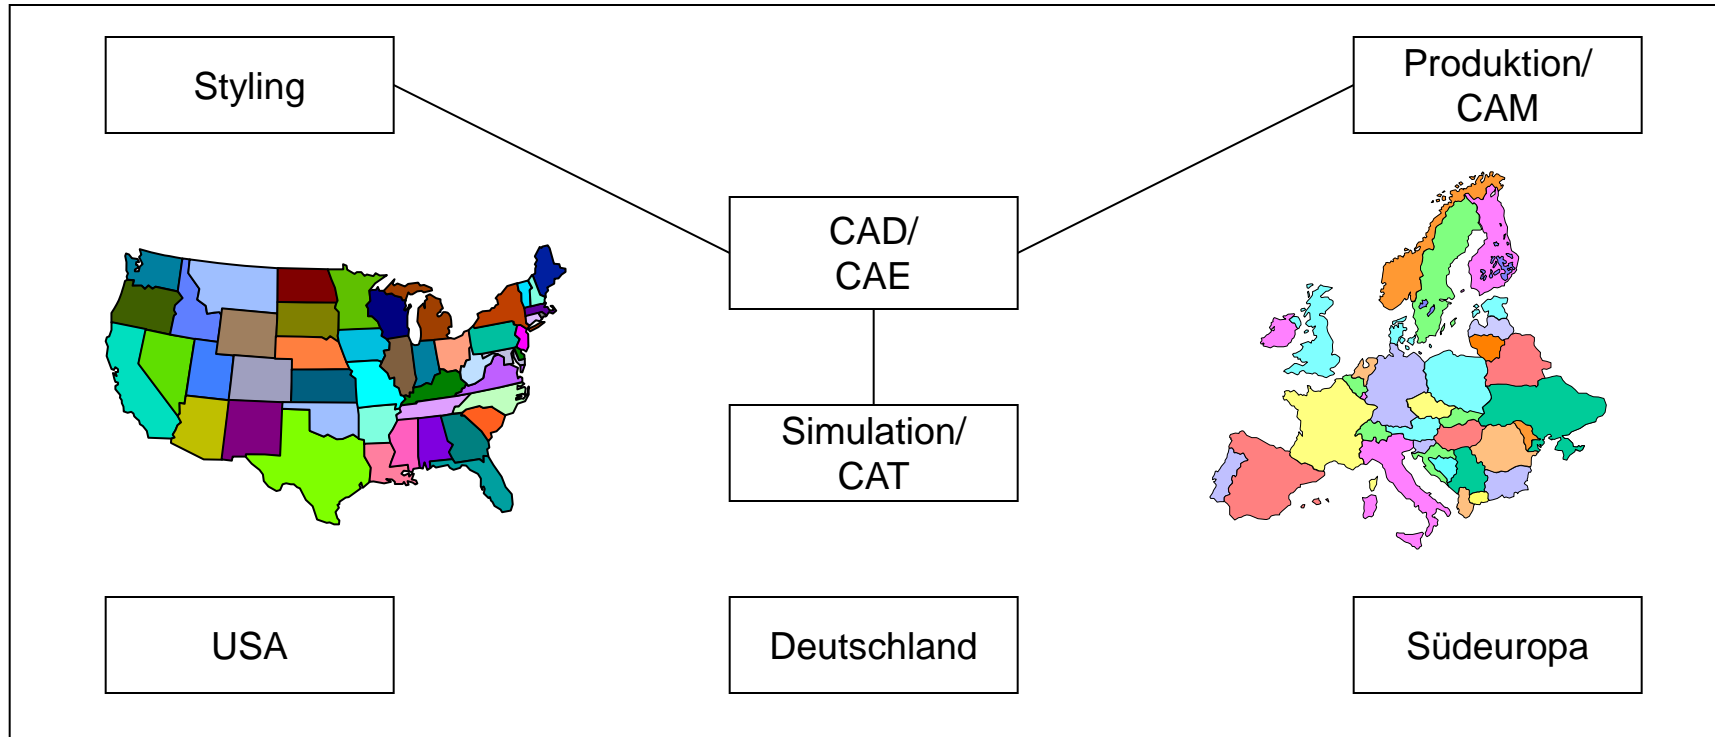 Styling
Produktion/
CAM
CAD/
CAE
Simulation/
CAT
USA
Deutschland
Südeuropa